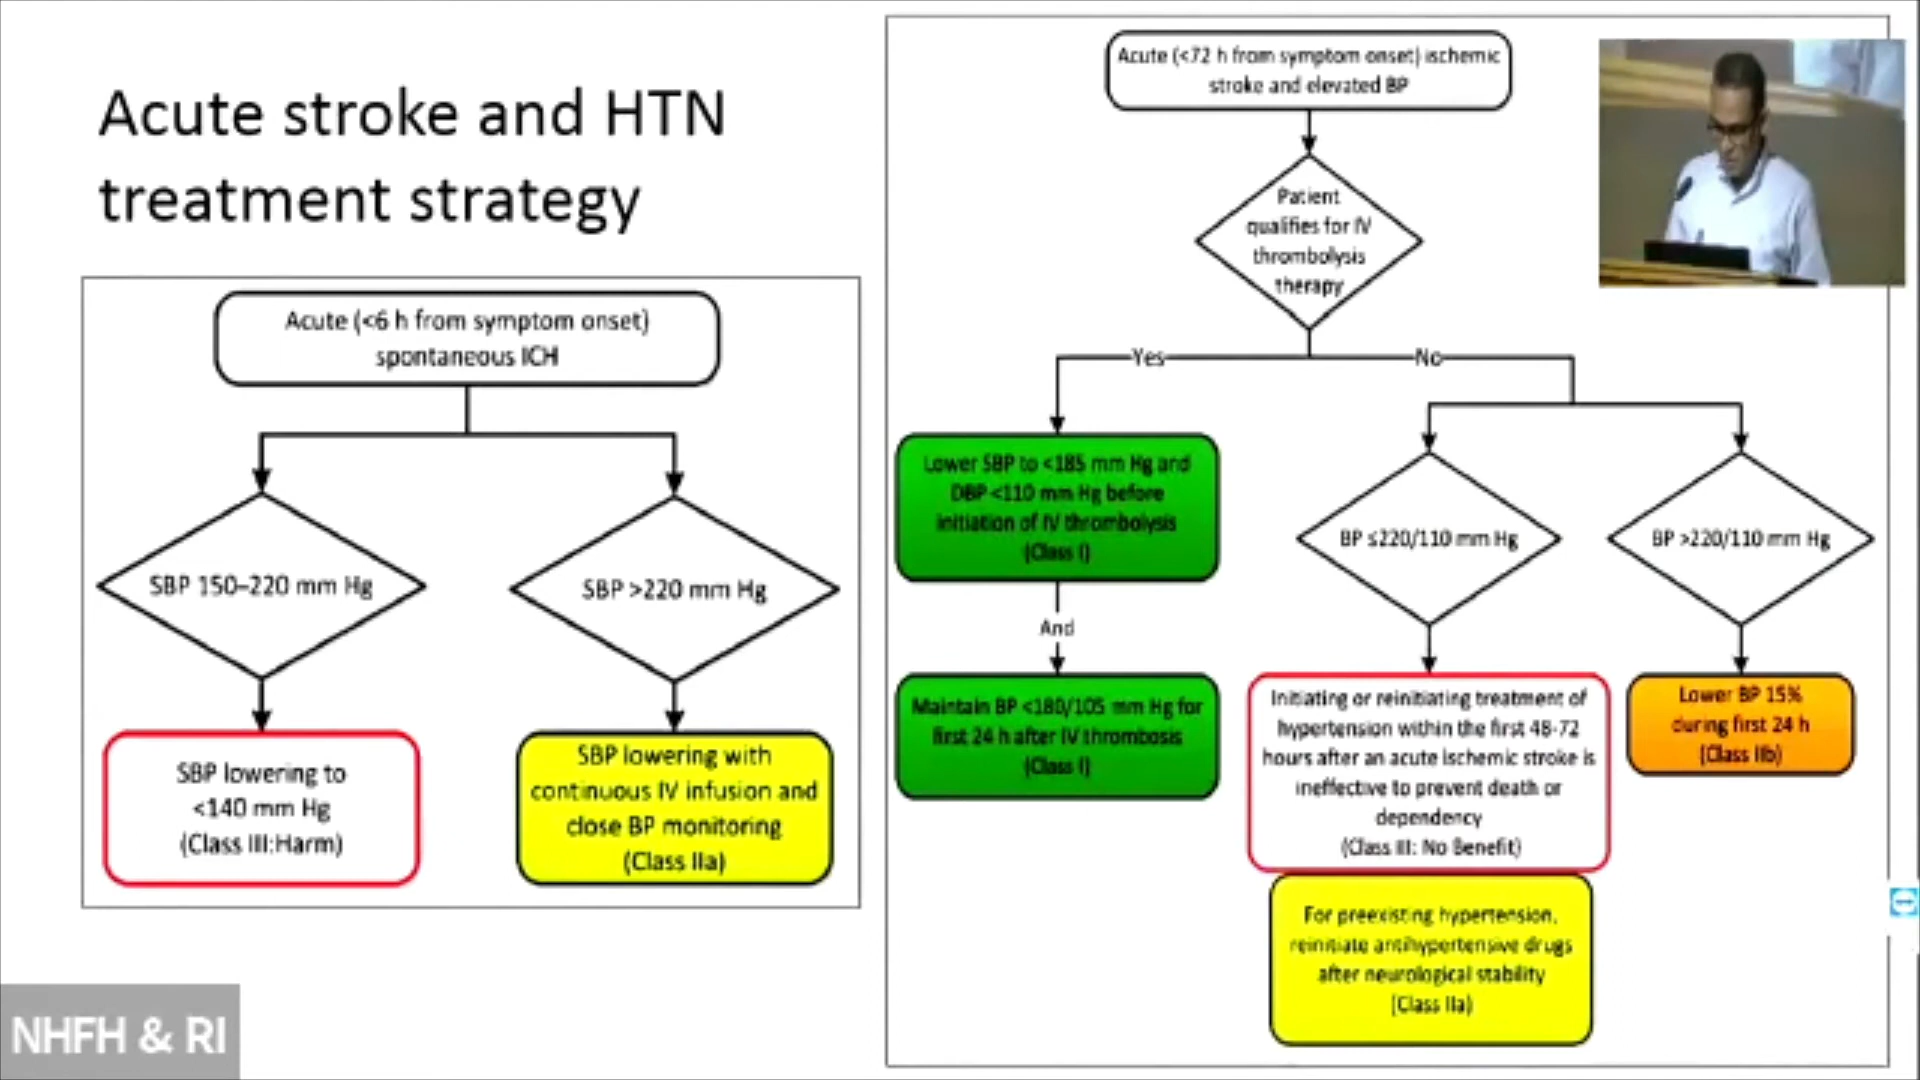 Acute stroke and HTN
treatment strategy
Acute (<6 h from symptom onset)
spontaneous ICH
SBP 150–220 mm Hg
SBP >220 mm Hg
SBP lowering to
<140 mm Hg
(Class III:Harm)
SBP lowering with
continuous IV infusion and
close BP monitoring
(Class IIa)
Acute (<72 h from symptom onset) ischemic
stroke and elevated BP
Patient
qualifies for IV
thrombolysis
therapy
Yes
No
Lower SBP to <185 mm Hg and
DBP <110 mm Hg before
initiation of IV thrombolysis
(Class I)
And
Maintain BP <180/105 mm Hg for
first 24 h after IV thrombosis
(Class I)
BP ≤220/110 mm Hg
BP >220/110 mm Hg
Initiating or reinitiating treatment of
hypertension within the first 48-72
hours after an acute ischemic stroke is
ineffective to prevent death or
dependency
(Class III: No Benefit)
Lower BP 15%
during first 24 h
(Class IIb)
For preexisting hypertension,
reinitiate antihypertensive drugs
after neurological stability
(Class IIa)
NHFH & RI